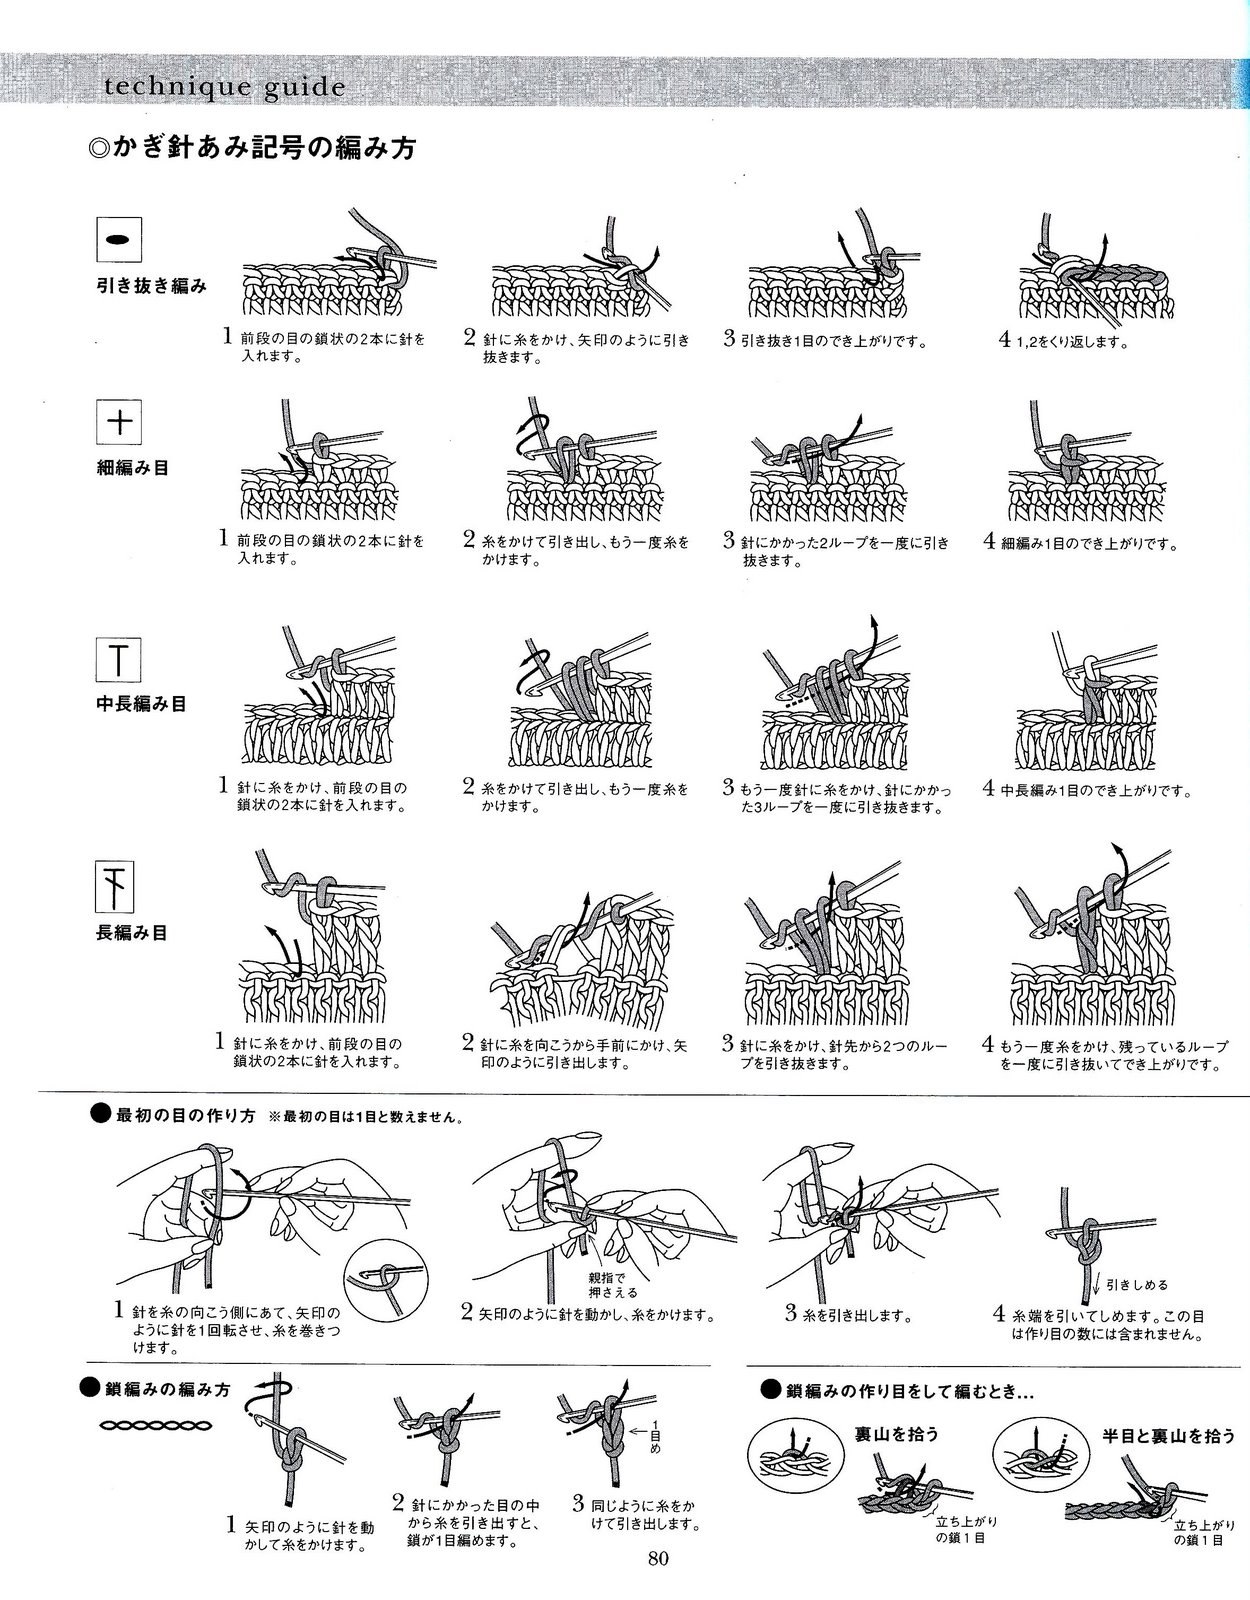 technique guide
◎かぎ針あみ記号の編み方
引き抜き編み
1 前段の目の鎖状の2本に針を
入れます。
2 針に糸をかけ、矢印のように引き
抜きます。
3 引き抜き1目のでき上がりです。
4 1,2をくり返します。
細編み目
1 前段の目の鎖状の2本に針を
入れます。
2 糸をかけて引き出し、もう一度糸を
かけます。
3 針にかかった2ループを一度に引き
抜きます。
4 細編み1目のでき上がりです。
中長編み目
1 針に糸をかけ、前段の目の
鎖状の2本に針を入れます。
2 糸をかけて引き出し、もう一度糸を
かけます。
3 もう一度針に糸をかけ、針にかかっ
た3ループを一度に引き抜きます。
4 中長編み1目のでき上がりです。
長編み目
1 針に糸をかけ、前段の目の
鎖状の2本に針を入れます。
2 針に糸を向こうから手前にかけ、矢
印のように引き出します。
3 針に糸をかけ、針先から2つのルー
プを引き抜きます。
4 もう一度糸をかけ、残っているループ
を一度に引き抜いてでき上がりです。
●最初の目の作り方 ※最初の目は1目と数えません。
1 針を糸の向こう側にあて、矢印の
ように針を1回転させ、糸を巻きつ
けます。
親指で
押さえる
2 矢印のように針を動かし、糸をかけます。
3 糸を引き出します。
引きしめる
4 糸端を引いてしめます。この目
は作り目の数には含まれません。
●鎖編みの編み方
1 矢印のように針を動
かして糸をかけます。
2 針にかかった目の中
から糸を引き出すと、
鎖が1目編めます。
1目め
3 同じように糸をか
けて引き出します。
●鎖編みの作り目をして編むとき…
裏山を拾う
立ち上がり
の鎖1目
半目と裏山を拾う
立ち上がり
の鎖1目
80